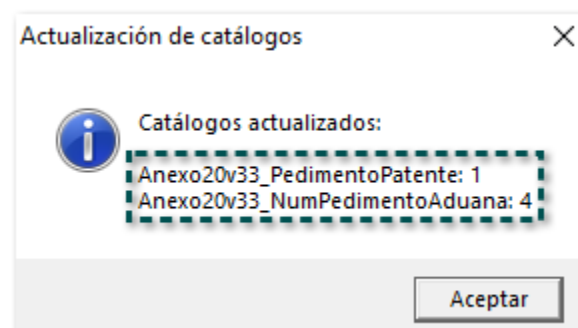 Actualización de catálogos
Catálogos actualizados:
Anexo20v33_PedimentoPatente: 1
Anexo20v33_NumPedimentoAduana: 4
Aceptar